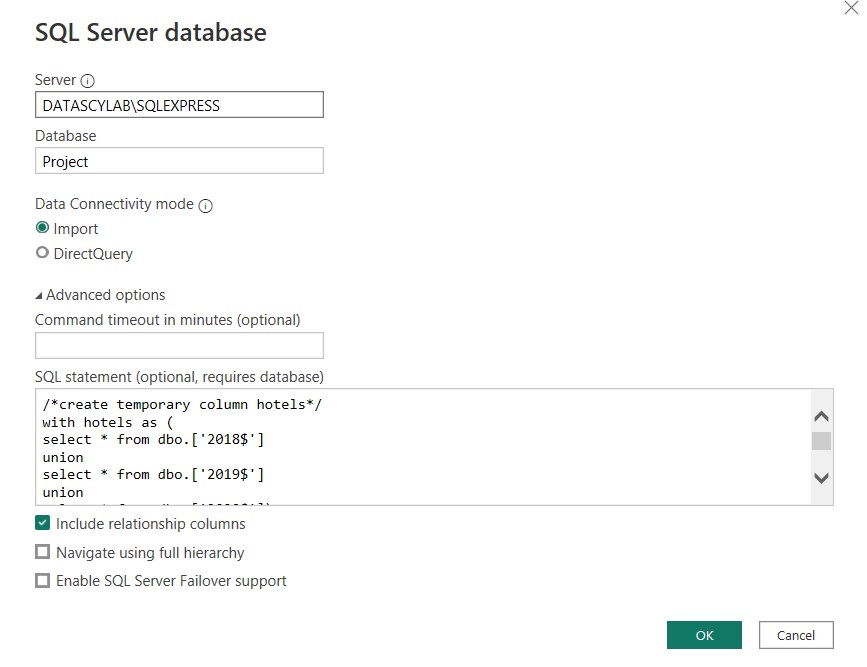 SQL Server database
Server
DATASCYLAB\SQLEXPRESS
Database
Project
Data Connectivity mode
Import
DirectQuery
Advanced options
Command timeout in minutes (optional)
SQL statement (optional, requires database)
/*create temporary column hotels*/
with hotels as (
select * from dbo.['2018$']
union
select * from dbo.['2019$']
union
Include relationship columns
Navigate using full hierarchy
Enable SQL Server Failover support
OK
Cancel